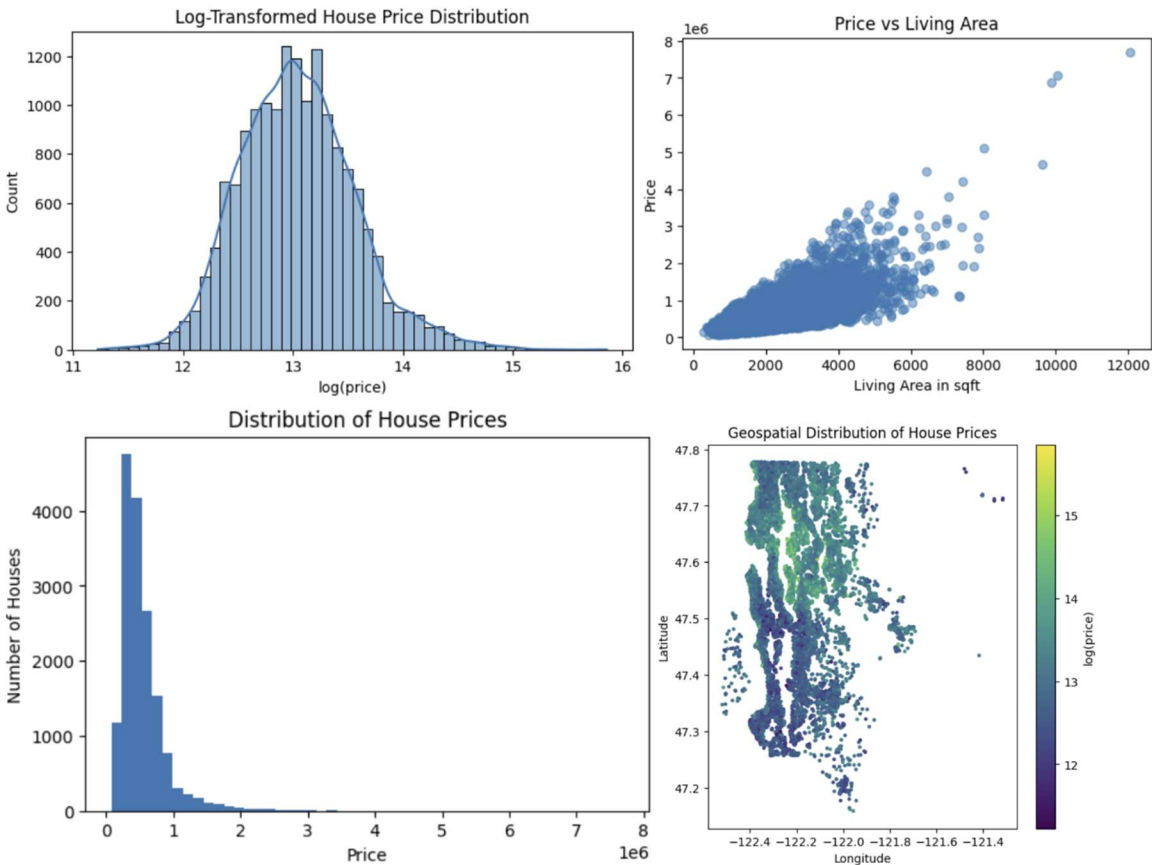 Log-Transformed House Price Distribution
1200
1000
800
600
400
200
0
Count
11 12 13 14 15 16
log(price)
Price vs Living Area
1e6
8
7
6
5
4
3
2
1
0
Price
0 2000 4000 6000 8000 10000 12000
Living Area in sqft
Distribution of House Prices
4000
3000
2000
1000
0
Number of Houses
0 1 2 3 4 5 6 7 8
1e6
Price
Geospatial Distribution of House Prices
47.8
47.7
47.6
47.5
47.4
47.3
47.2
Latitude
−122.4 −122.2 −122.0 −121.8 −121.6 −121.4
Longitude
15
14
13
12
log(price)